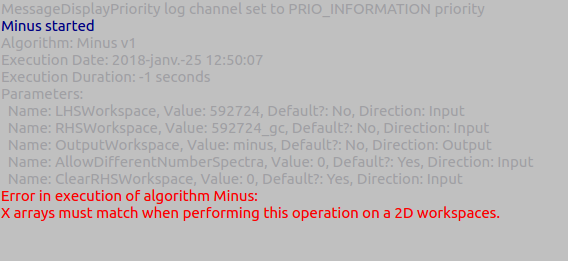 MessageDisplayPriority log channel set to PRIO_INFORMATION priority
Minus started
Algorithm: Minus v1
Execution Date: 2018-janv.-25 12:50:07
Execution Duration: -1 seconds
Parameters:
Name: LHSWorkspace, Value: 592724, Default?: No, Direction: Input
Name: RHSWorkspace, Value: 592724_gc, Default?: No, Direction: Input
Name: OutputWorkspace, Value: minus, Default?: No, Direction: Output
Name: AllowDifferentNumberSpectra, Value: 0, Default?: Yes, Direction: Input
Name: ClearRHSWorkspace, Value: 0, Default?: Yes, Direction: Input
Error in execution of algorithm Minus:
X arrays must match when performing this operation on a 2D workspaces.